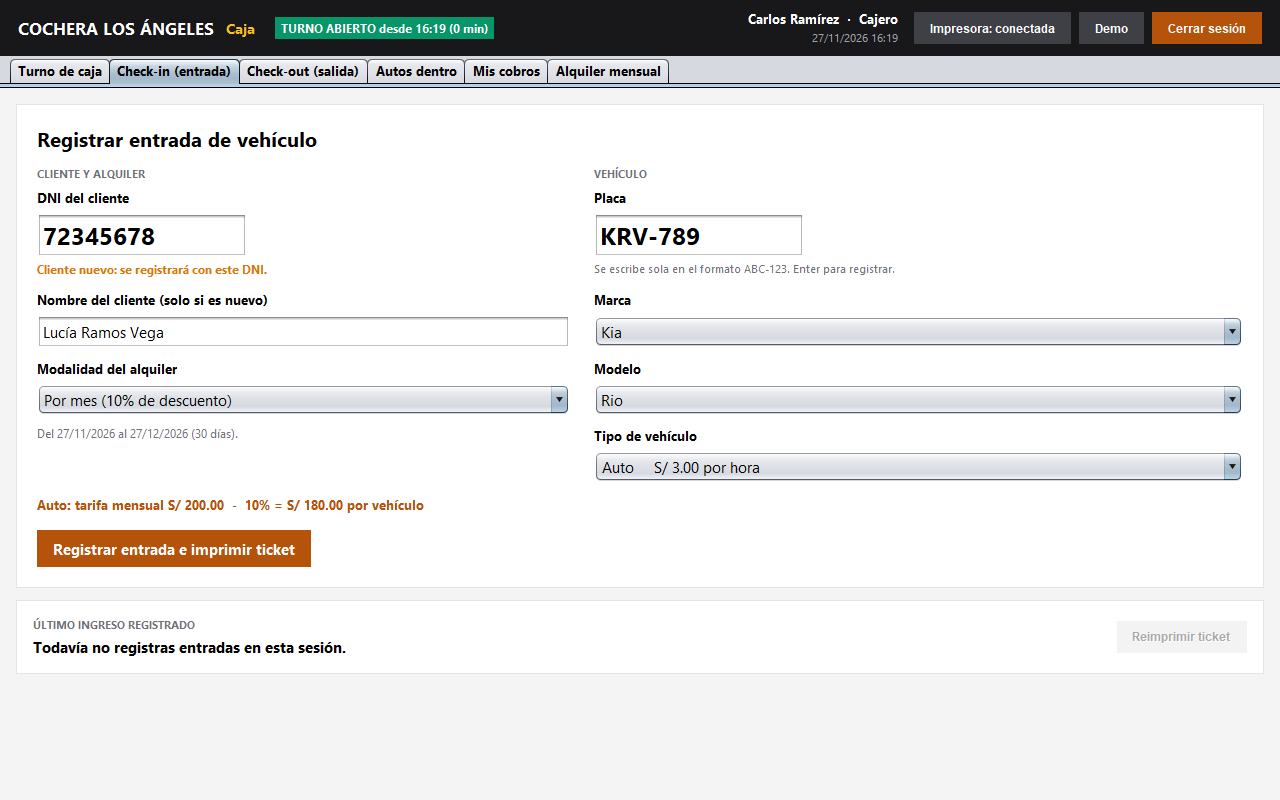 COCHERA LOS ÁNGELES Caja
TURNO ABIERTO desde 16:19 (0 min)
Carlos Ramírez · Cajero
27/11/2026 16:19
Impresora: conectada
Demo
Cerrar sesión
Turno de caja
Check-in (entrada)
Check-out (salida)
Autos dentro
Mis cobros
Alquiler mensual
Registrar entrada de vehículo
CLIENTE Y ALQUILER
DNI del cliente
72345678
Cliente nuevo: se registrará con este DNI.
Nombre del cliente (solo si es nuevo)
Lucía Ramos Vega
Modalidad del alquiler
Por mes (10% de descuento)
Del 27/11/2026 al 27/12/2026 (30 días).
VEHÍCULO
Placa
KRV-789
Se escribe sola en el formato ABC-123. Enter para registrar.
Marca
Kia
Modelo
Rio
Tipo de vehículo
Auto S/ 3.00 por hora
Auto: tarifa mensual S/ 200.00 - 10% = S/ 180.00 por vehículo
Registrar entrada e imprimir ticket
ÚLTIMO INGRESO REGISTRADO
Todavía no registras entradas en esta sesión.
Reimprimir ticket